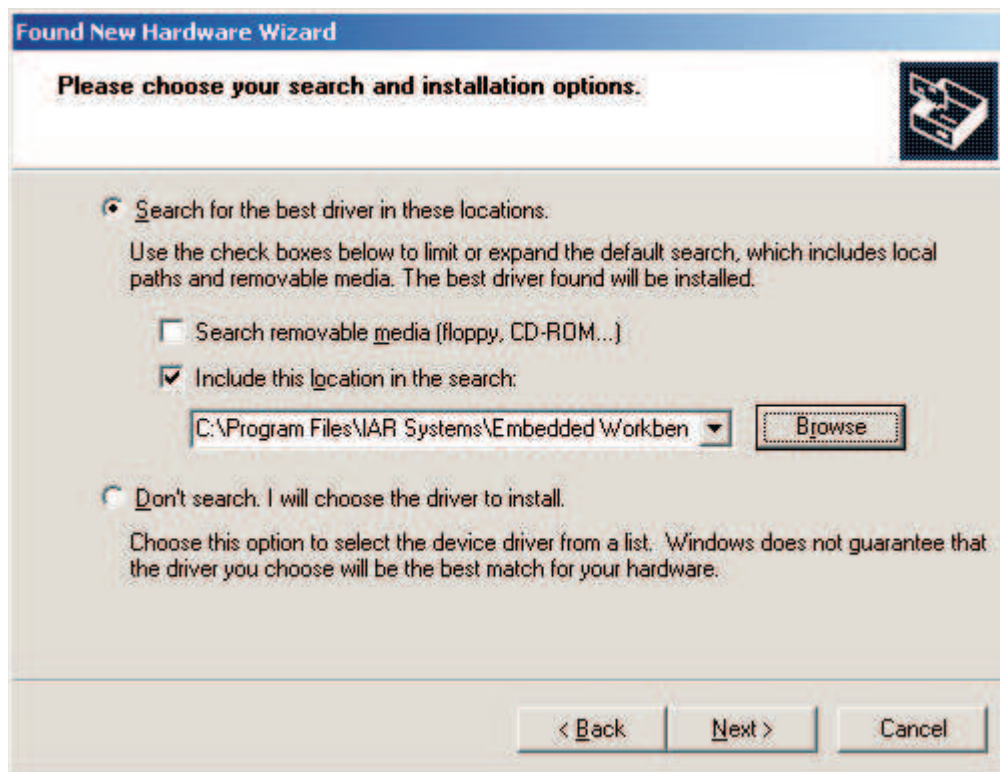 Found New Hardware Wizard
Please choose your search and installation options.
Search for the best driver in these locations.
Use the check boxes below to limit or expand the default search, which includes local
paths and removable media. The best driver found will be installed.
Search removable media (floppy, CD-ROM...)
Include this location in the search:
C:\Program Files\IAR Systems\Embedded Workben
Browse
Don't search. I will choose the driver to install.
Choose this option to select the device driver from a list. Windows does not guarantee that
the driver you choose will be the best match for your hardware.
< Back Next > Cancel